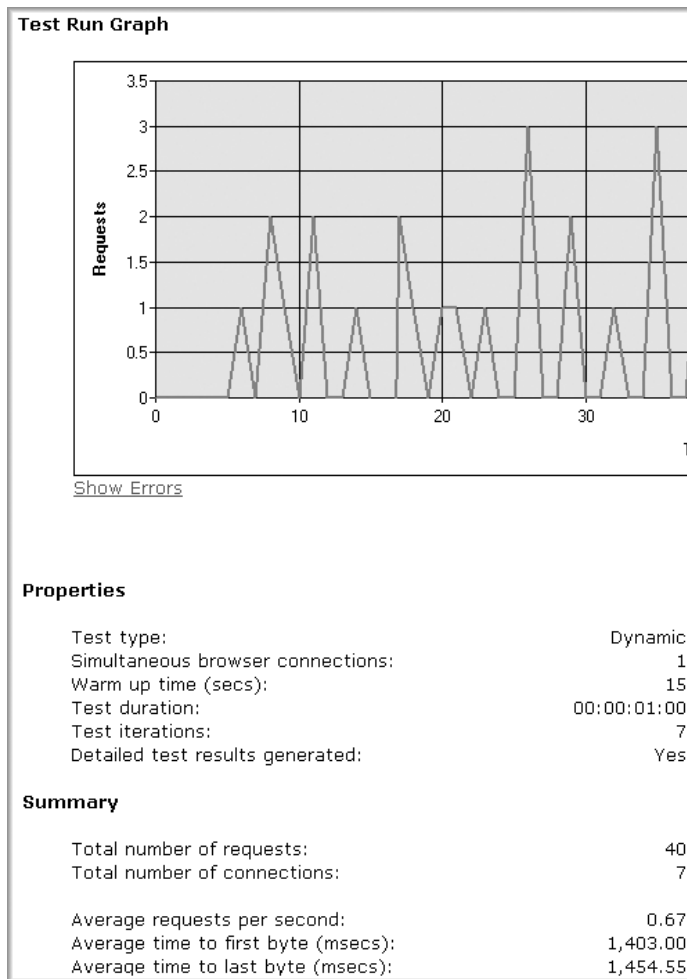 Test Run Graph
3.5
3
2.5
2
1.5
1
0.5
0
Requests
0 10 20 30
T
Show Errors
Properties
Test type: Dynamic
Simultaneous browser connections: 1
Warm up time (secs): 15
Test duration: 00:00:01:00
Test iterations: 7
Detailed test results generated: Yes
Summary
Total number of requests: 40
Total number of connections: 7
Average requests per second: 0.67
Average time to first byte (msecs): 1,403.00
Average time to last byte (msecs): 1,454.55